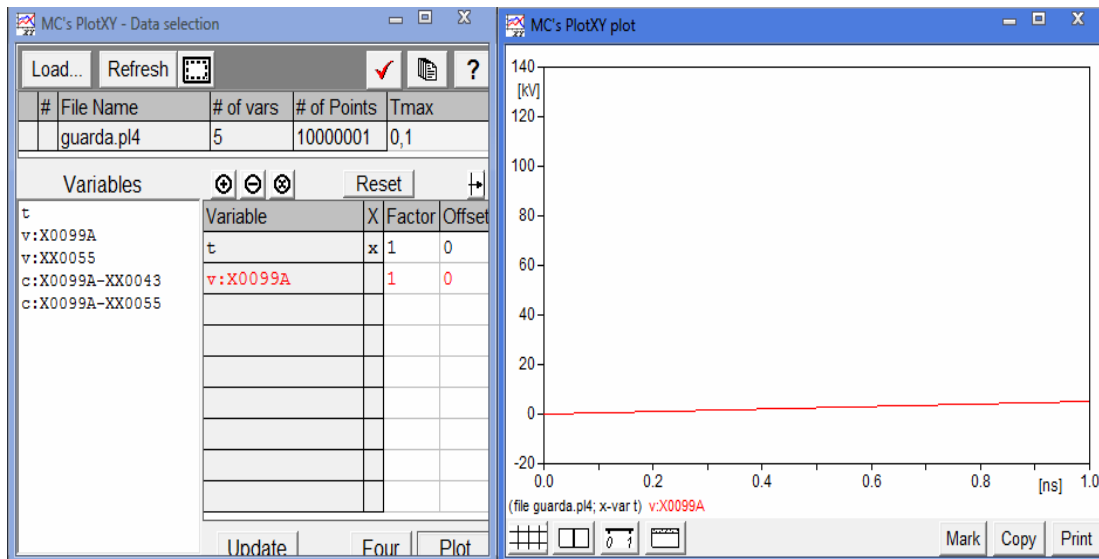 MC's PlotXY - Data selection
Load... Refresh ?
# File Name # of vars # of Points Tmax
guarda.pl4 5 10000001 0,1
Variables Reset
t
v:X0099A
v:XX0055
c:X0099A-XX0043
c:X0099A-XX0055
Variable X Factor Offset
t x 1 0
v:X0099A 1 0
Update Four Plot
MC's PlotXY plot
140
[kV]
120
100
80
60
40
20
0
-20
0.0 0.2 0.4 0.6 0.8 [ns] 1.0
(file guarda.pl4; x-var t) v:X0099A
Mark Copy Print